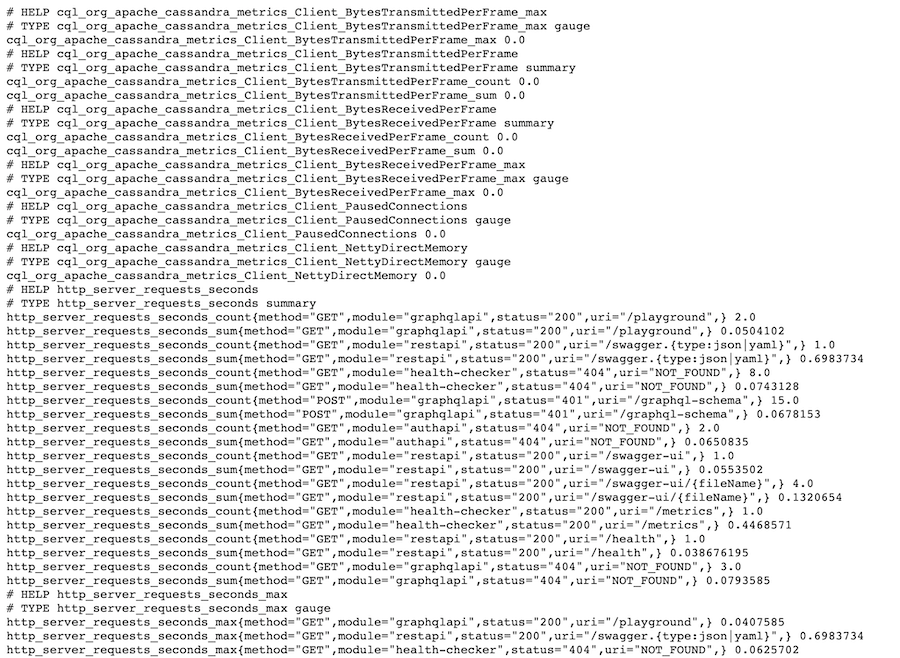 # HELP cql_org_apache_cassandra_metrics_Client_BytesTransmittedPerFrame_max
# TYPE cql_org_apache_cassandra_metrics_Client_BytesTransmittedPerFrame_max gauge
cql_org_apache_cassandra_metrics_Client_BytesTransmittedPerFrame_max 0.0
# HELP cql_org_apache_cassandra_metrics_Client_BytesTransmittedPerFrame
# TYPE cql_org_apache_cassandra_metrics_Client_BytesTransmittedPerFrame summary
cql_org_apache_cassandra_metrics_Client_BytesTransmittedPerFrame_count 0.0
cql_org_apache_cassandra_metrics_Client_BytesTransmittedPerFrame_sum 0.0
# HELP cql_org_apache_cassandra_metrics_Client_BytesReceivedPerFrame
# TYPE cql_org_apache_cassandra_metrics_Client_BytesReceivedPerFrame summary
cql_org_apache_cassandra_metrics_Client_BytesReceivedPerFrame_count 0.0
cql_org_apache_cassandra_metrics_Client_BytesReceivedPerFrame_sum 0.0
# HELP cql_org_apache_cassandra_metrics_Client_BytesReceivedPerFrame_max
# TYPE cql_org_apache_cassandra_metrics_Client_BytesReceivedPerFrame_max gauge
cql_org_apache_cassandra_metrics_Client_BytesReceivedPerFrame_max 0.0
# HELP cql_org_apache_cassandra_metrics_Client_PausedConnections
# TYPE cql_org_apache_cassandra_metrics_Client_PausedConnections gauge
cql_org_apache_cassandra_metrics_Client_PausedConnections 0.0
# HELP cql_org_apache_cassandra_metrics_Client_NettyDirectMemory
# TYPE cql_org_apache_cassandra_metrics_Client_NettyDirectMemory gauge
cql_org_apache_cassandra_metrics_Client_NettyDirectMemory 0.0
# HELP http_server_requests_seconds
# TYPE http_server_requests_seconds summary
http_server_requests_seconds_count{method="GET",module="graphqlapi",status="200",uri="/playground",} 2.0
http_server_requests_seconds_sum{method="GET",module="graphqlapi",status="200",uri="/playground",} 0.0504102
http_server_requests_seconds_count{method="GET",module="restapi",status="200",uri="/swagger.{type:json|yaml}",} 1.0
http_server_requests_seconds_sum{method="GET",module="restapi",status="200",uri="/swagger.{type:json|yaml}",} 0.6983734
http_server_requests_seconds_count{method="GET",module="health-checker",status="404",uri="NOT_FOUND",} 8.0
http_server_requests_seconds_sum{method="GET",module="health-checker",status="404",uri="NOT_FOUND",} 0.0743128
http_server_requests_seconds_count{method="POST",module="graphqlapi",status="401",uri="/graphql-schema",} 15.0
http_server_requests_seconds_sum{method="POST",module="graphqlapi",status="401",uri="/graphql-schema",} 0.0678153
http_server_requests_seconds_count{method="GET",module="authapi",status="404",uri="NOT_FOUND",} 2.0
http_server_requests_seconds_sum{method="GET",module="authapi",status="404",uri="NOT_FOUND",} 0.0650835
http_server_requests_seconds_count{method="GET",module="restapi",status="200",uri="/swagger-ui",} 1.0
http_server_requests_seconds_sum{method="GET",module="restapi",status="200",uri="/swagger-ui",} 0.0553502
http_server_requests_seconds_count{method="GET",module="restapi",status="200",uri="/swagger-ui/{fileName}",} 4.0
http_server_requests_seconds_sum{method="GET",module="restapi",status="200",uri="/swagger-ui/{fileName}",} 0.1320654
http_server_requests_seconds_count{method="GET",module="health-checker",status="200",uri="/metrics",} 1.0
http_server_requests_seconds_sum{method="GET",module="health-checker",status="200",uri="/metrics",} 0.4468571
http_server_requests_seconds_count{method="GET",module="restapi",status="200",uri="/health",} 1.0
http_server_requests_seconds_sum{method="GET",module="restapi",status="200",uri="/health",} 0.038676195
http_server_requests_seconds_count{method="GET",module="graphqlapi",status="404",uri="NOT_FOUND",} 3.0
http_server_requests_seconds_sum{method="GET",module="graphqlapi",status="404",uri="NOT_FOUND",} 0.0793585
# HELP http_server_requests_seconds_max
# TYPE http_server_requests_seconds_max gauge
http_server_requests_seconds_max{method="GET",module="graphqlapi",status="200",uri="/playground",} 0.0407585
http_server_requests_seconds_max{method="GET",module="restapi",status="200",uri="/swagger.{type:json|yaml}",} 0.6983734
http_server_requests_seconds_max{method="GET",module="health-checker",status="404",uri="NOT_FOUND",} 0.0625702